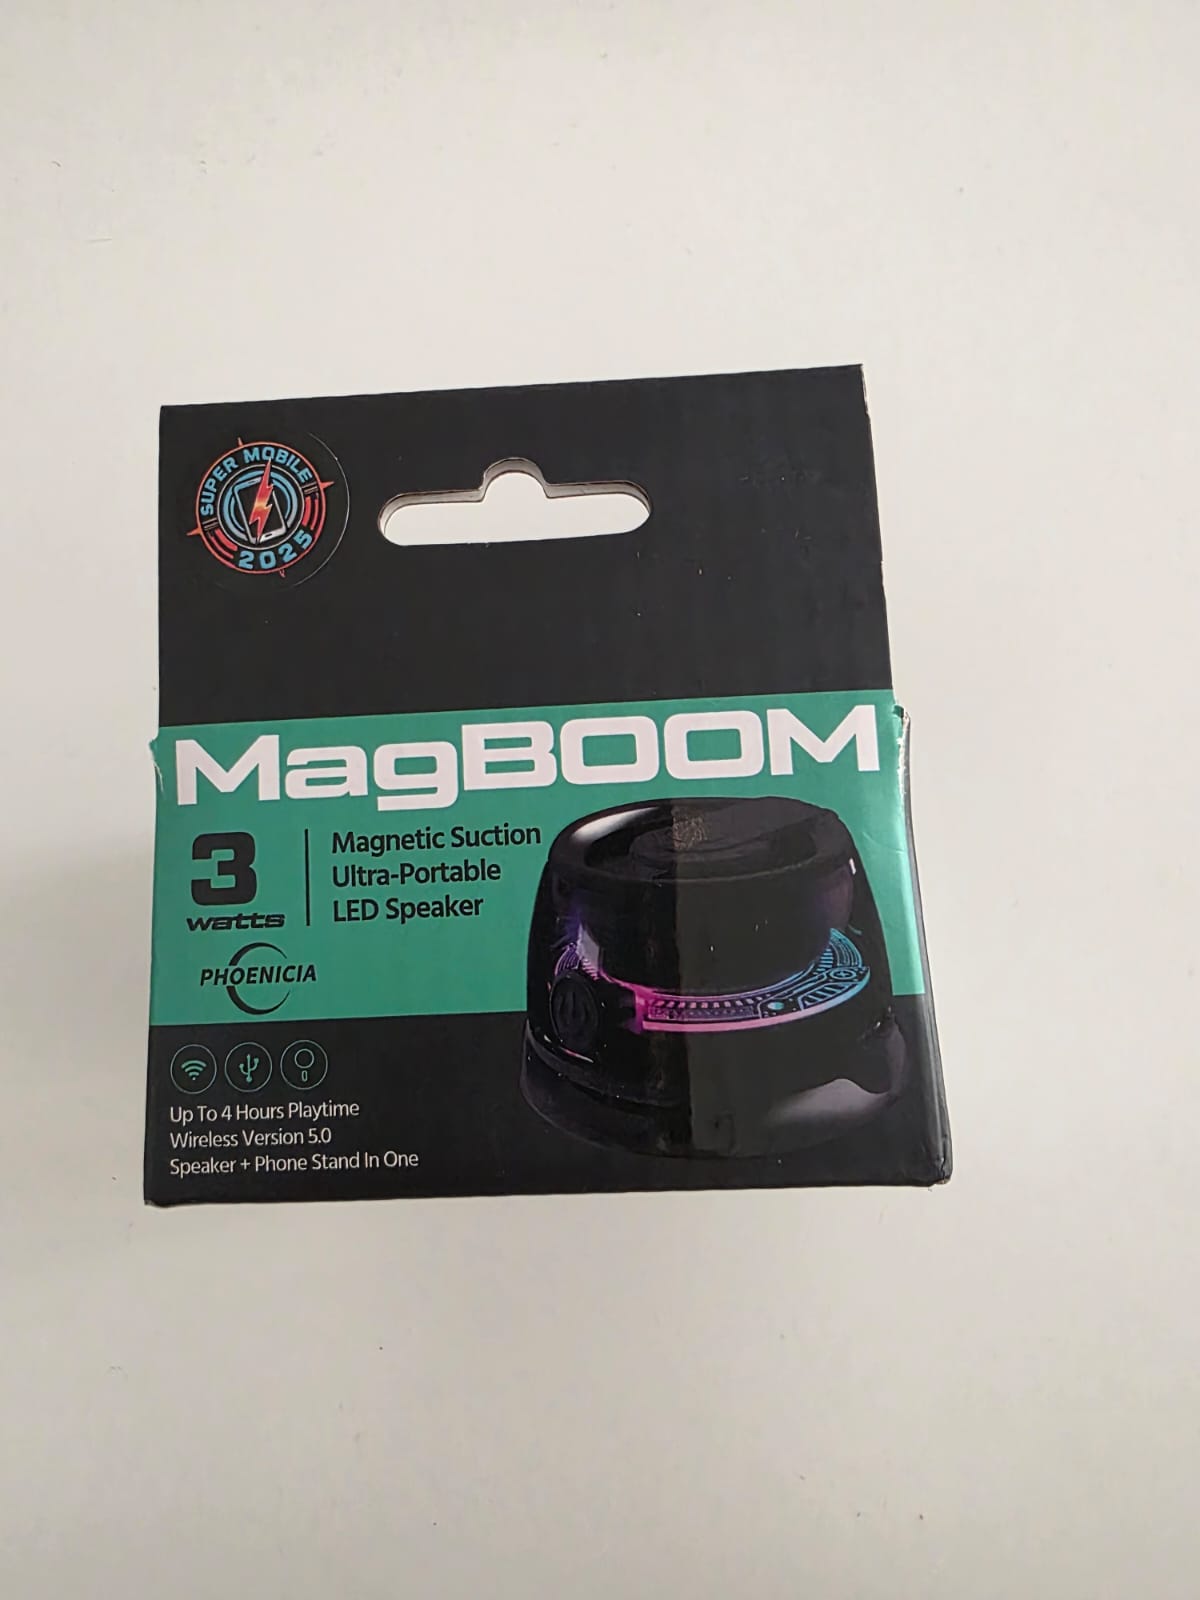 SUPER MOBILE
2025
MagBOOM
3
watts
Magnetic Suction
Ultra-Portable
LED Speaker
PHOENICIA
Up To 4 Hours Playtime
Wireless Version 5.0
Speaker + Phone Stand In One